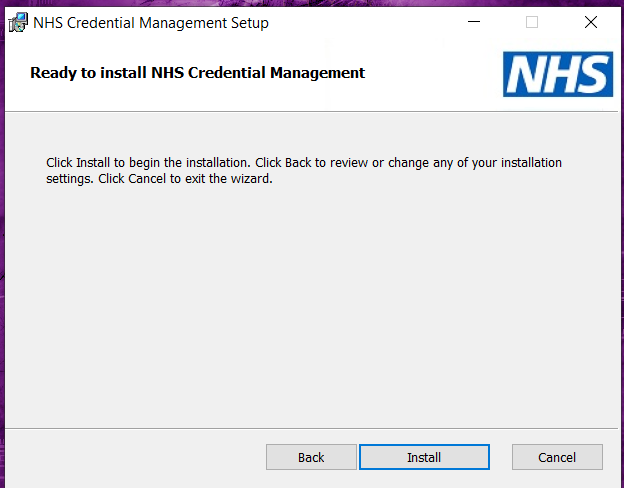 NHS Credential Management Setup
Ready to install NHS Credential Management
NHS
Click Install to begin the installation. Click Back to review or change any of your installation
settings. Click Cancel to exit the wizard.
Back
Install
Cancel